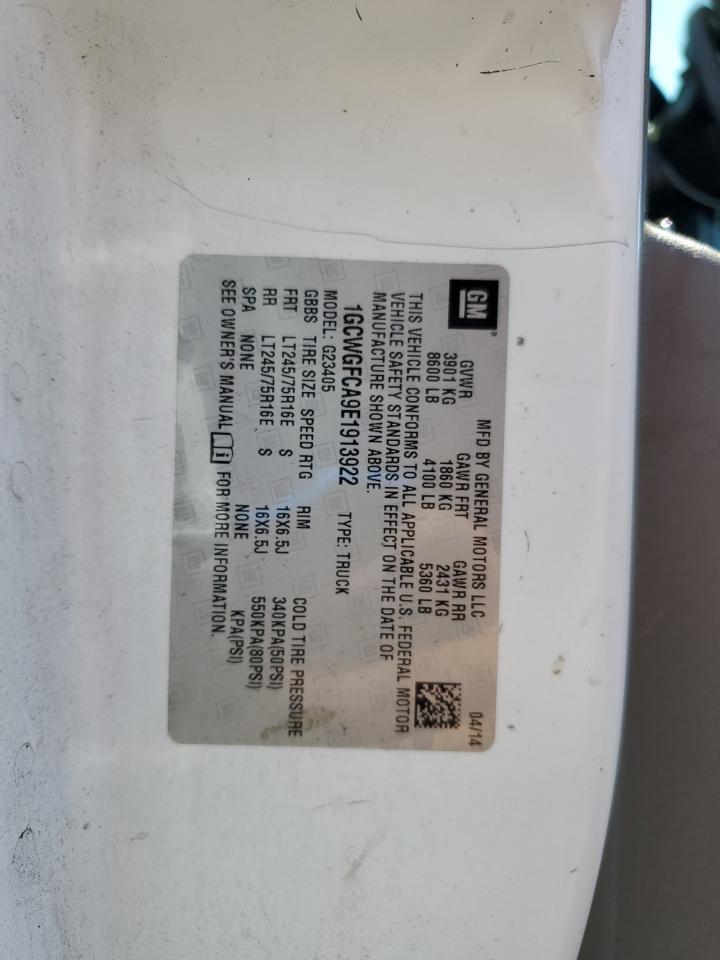 GM®
MFD BY GENERAL MOTORS LLC 04/14
GVWR GAWR FRT GAWR RR
3901 KG 1860 KG 2431 KG
8600 LB 4100 LB 5360 LB
THIS VEHICLE CONFORMS TO ALL APPLICABLE U.S. FEDERAL MOTOR
VEHICLE SAFETY STANDARDS IN EFFECT ON THE DATE OF
MANUFACTURE SHOWN ABOVE.
1GCWGFCA9E1913922 TYPE: TRUCK
MODEL: G23405
GBBS TIRE SIZE SPEED RTG RIM COLD TIRE PRESSURE
FRT LT245/75R16E S 16X6.5J 340KPA(50PSI)
RR LT245/75R16E S 16X6.5J 550KPA(80PSI)
SPA NONE NONE KPA(PSI)
SEE OWNER'S MANUAL i FOR MORE INFORMATION.